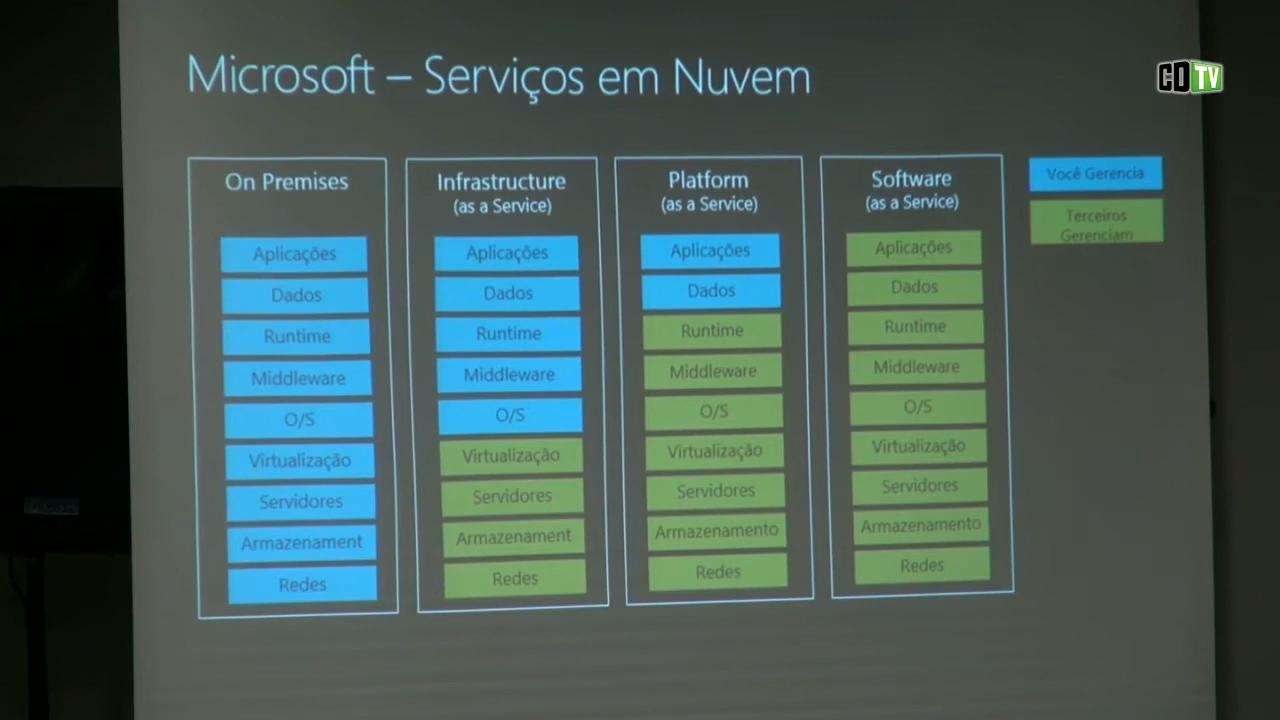 Microsoft – Serviços em Nuvem
CDTV
On Premises
Aplicações
Dados
Runtime
Middleware
O/S
Virtualização
Servidores
Armazenament
Redes
Infrastructure
(as a Service)
Aplicações
Dados
Runtime
Middleware
O/S
Virtualização
Servidores
Armazenament
Redes
Platform
(as a Service)
Aplicações
Dados
Runtime
Middleware
O/S
Virtualização
Servidores
Armazenamento
Redes
Software
(as a Service)
Aplicações
Dados
Runtime
Middleware
O/S
Virtualização
Servidores
Armazenamento
Redes
Você Gerencia
Terceiros
Gerenciam